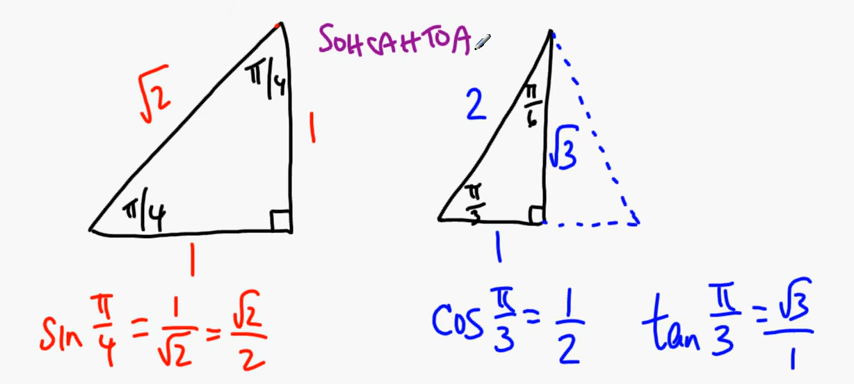 SOHCAHTOA
√2
π/4
1
π/4
1
2
π/6
√3
π/3
1
sin π/4 = 1/√2 = √2/2
cos π/3 = 1/2
tan π/3 = √3/1